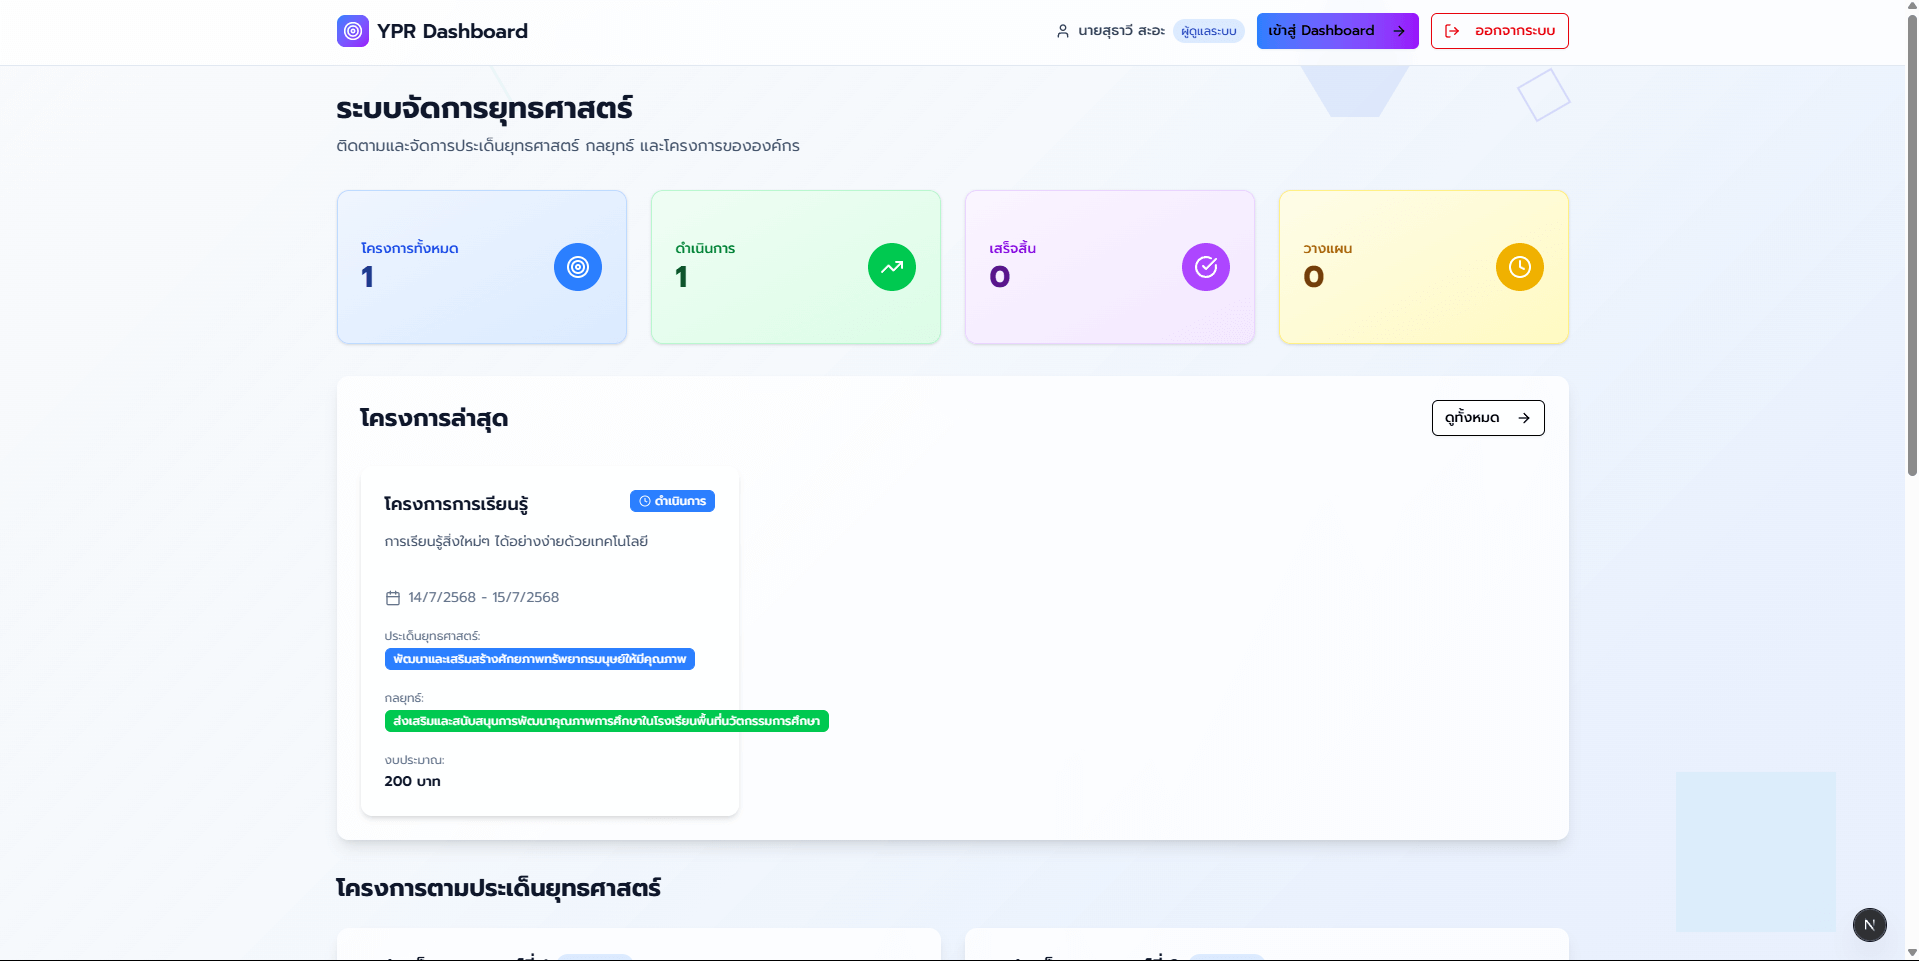 YPR Dashboard
นายสุธาวี สะอะ
ผู้ดูแลระบบ
เข้าสู่ Dashboard
ออกจากระบบ
ระบบจัดการยุทธศาสตร์
ติดตามและจัดการประเด็นยุทธศาสตร์ กลยุทธ์ และโครงการขององค์กร
โครงการทั้งหมด
1
ดำเนินการ
1
เสร็จสิ้น
0
วางแผน
0
โครงการล่าสุด
ดูทั้งหมด
โครงการการเรียนรู้
ดำเนินการ
การเรียนรู้สิ่งใหม่ๆ ได้อย่างง่ายด้วยเทคโนโลยี
14/7/2568 - 15/7/2568
ประเด็นยุทธศาสตร์:
พัฒนาและเสริมสร้างศักยภาพทรัพยากรมนุษย์ให้มีคุณภาพ
กลยุทธ์:
ส่งเสริมและสนับสนุนการพัฒนาคุณภาพการศึกษาในโรงเรียนพื้นที่นวัตกรรมการศึกษา
งบประมาณ:
200 บาท
โครงการตามประเด็นยุทธศาสตร์
N